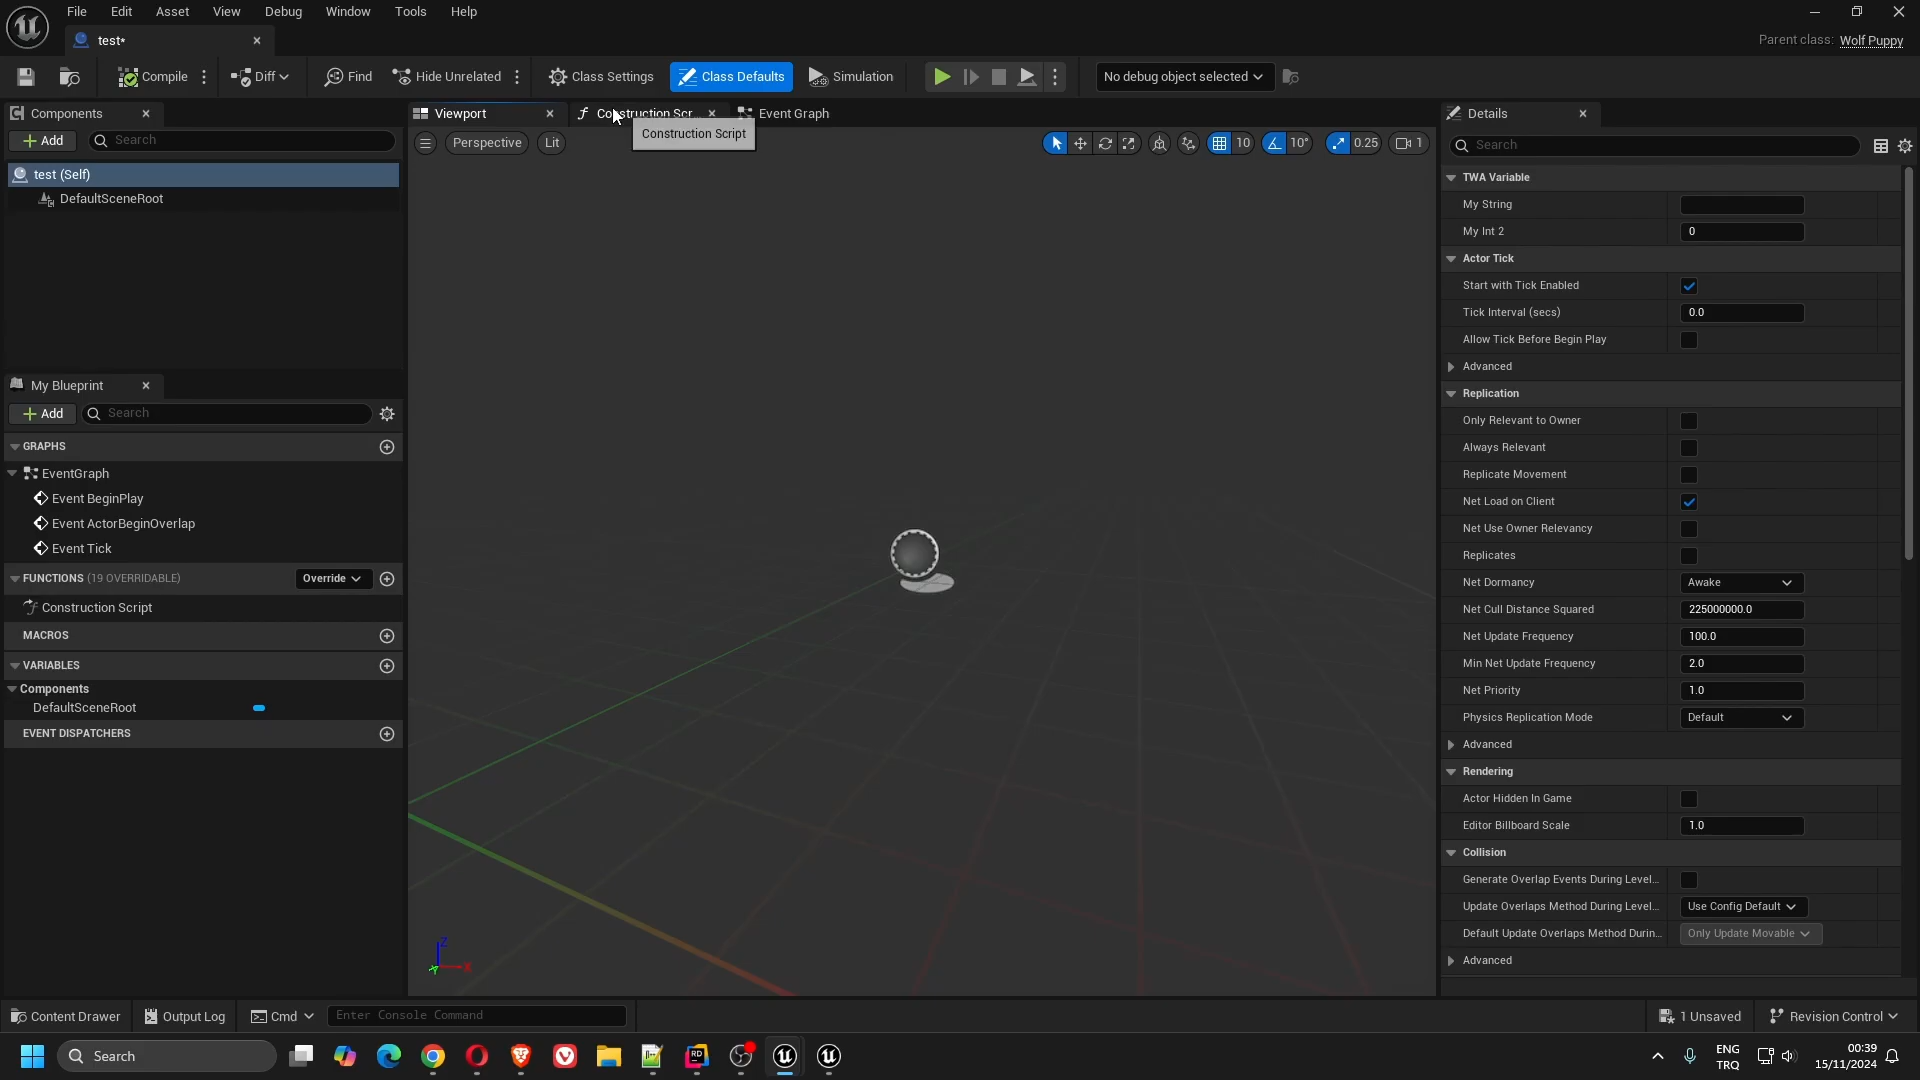 File Edit Asset View Debug Window Tools Help
test*
Parent class: Wolf Puppy
Compile Diff Find Hide Unrelated Class Settings Class Defaults Simulation No debug object selected
Components
Add Search
test (Self)
DefaultSceneRoot
My Blueprint
Add Search
GRAPHS
EventGraph
Event BeginPlay
Event ActorBeginOverlap
Event Tick
FUNCTIONS (19 OVERRIDABLE) Override
Construction Script
MACROS
VARIABLES
Components
DefaultSceneRoot
EVENT DISPATCHERS
Viewport Construction Scr... Event Graph
Construction Script
Perspective Lit
10 10° 0.25 1
Z
X
Y
Details
Search
TWA Variable
My String
My Int 2 0
Actor Tick
Start with Tick Enabled
Tick Interval (secs) 0.0
Allow Tick Before Begin Play
Advanced
Replication
Only Relevant to Owner
Always Relevant
Replicate Movement
Net Load on Client
Net Use Owner Relevancy
Replicates
Net Dormancy Awake
Net Cull Distance Squared 225000000.0
Net Update Frequency 100.0
Min Net Update Frequency 2.0
Net Priority 1.0
Physics Replication Mode Default
Advanced
Rendering
Actor Hidden In Game
Editor Billboard Scale 1.0
Collision
Generate Overlap Events During Level...
Update Overlaps Method During Level... Use Config Default
Default Update Overlaps Method Durin... Only Update Movable
Advanced
Content Drawer Output Log Cmd Enter Console Command 1 Unsaved Revision Control
Search
RD
ENG
TRQ
00:39
15/11/2024